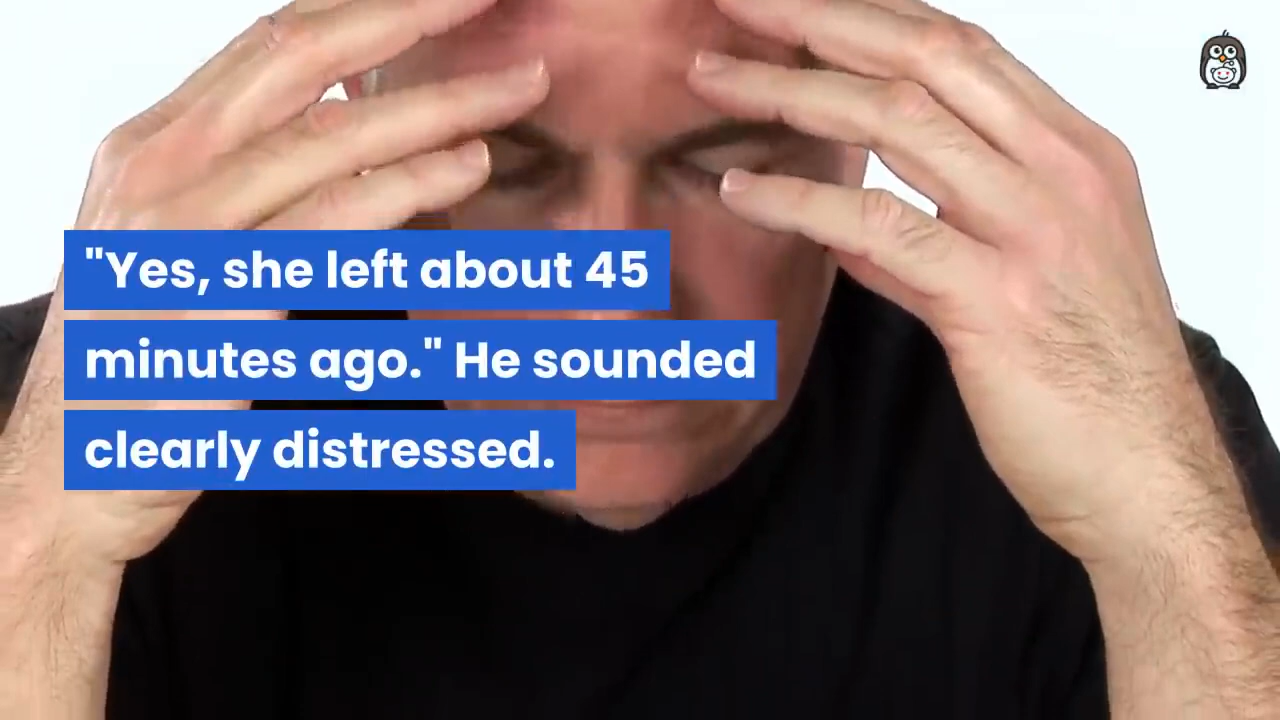 "Yes, she left about 45
minutes ago." He sounded
clearly distressed.